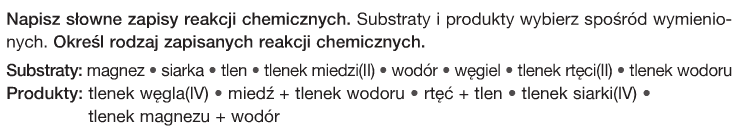 Napisz słowne zapisy reakcji chemicznych. Substraty i produkty wybierz spośród wymienio-
nych. Określ rodzaj zapisanych reakcji chemicznych.
Substraty: magnez • siarka • tlen • tlenek miedzi(II) • wodór • węgiel • tlenek rtęci(II) • tlenek wodoru
Produkty: tlenek węgla(IV) • miedź + tlenek wodoru • rtęć + tlen • tlenek siarki(IV) •
tlenek magnezu + wodór